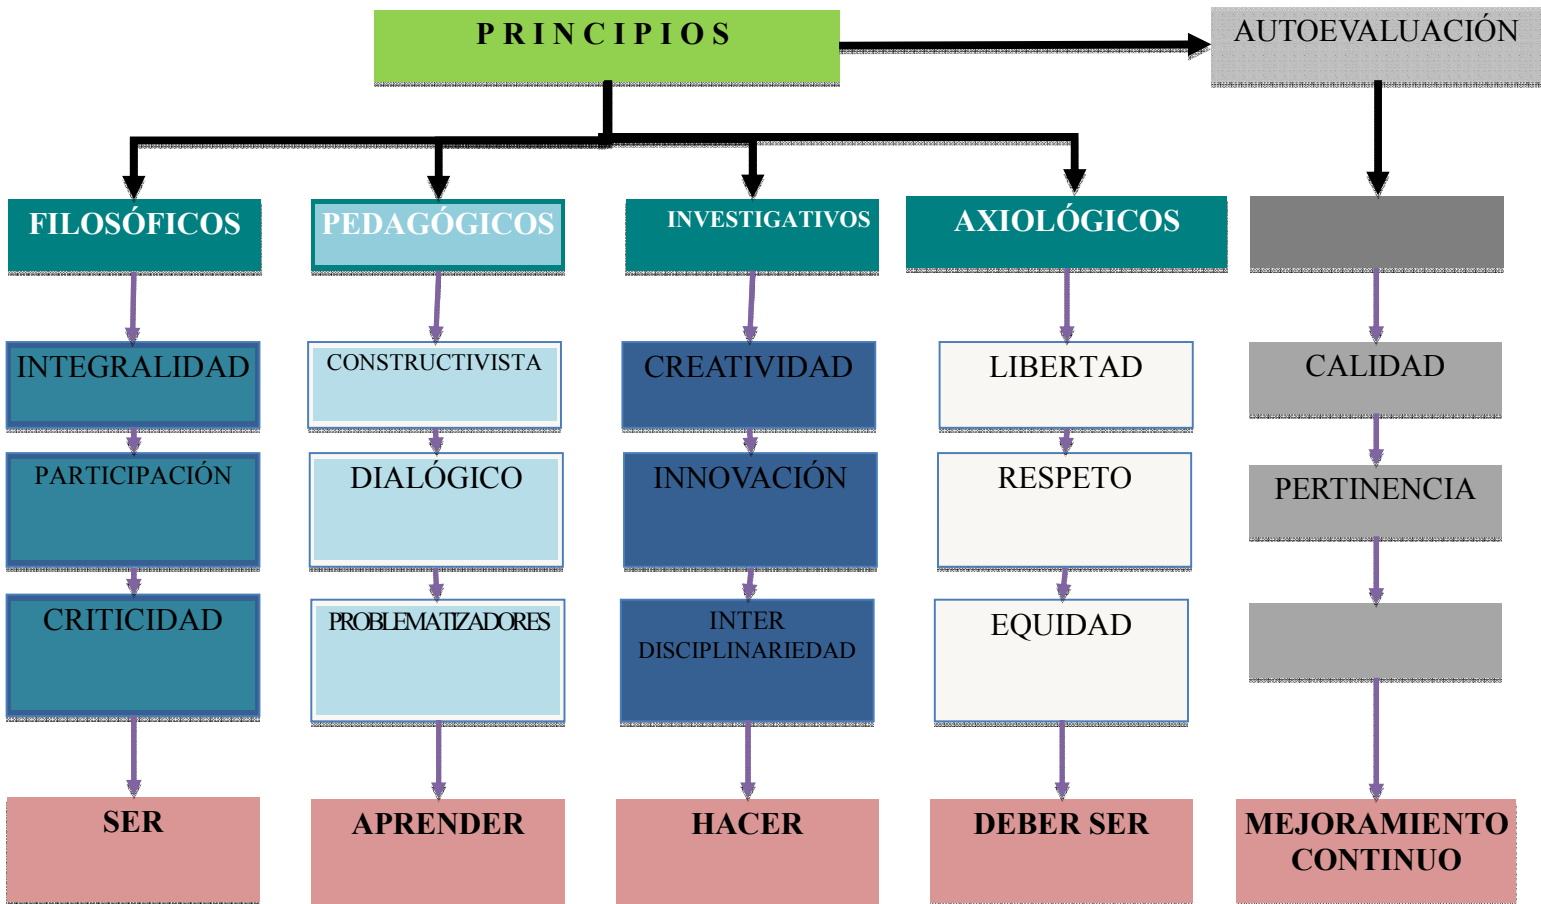 P R I N C I P I O S
AUTOEVALUACIÓN
FILOSÓFICOS
PEDAGÓGICOS
INVESTIGATIVOS
AXIOLÓGICOS
INTEGRALIDAD
CONSTRUCTIVISTA
CREATIVIDAD
LIBERTAD
CALIDAD
PARTICIPACIÓN
DIALÓGICO
INNOVACIÓN
RESPETO
PERTINENCIA
CRITICIDAD
PROBLEMATIZADORES
INTER
DISCIPLINARIEDAD
EQUIDAD
SER
APRENDER
HACER
DEBER SER
MEJORAMIENTO
CONTINUO